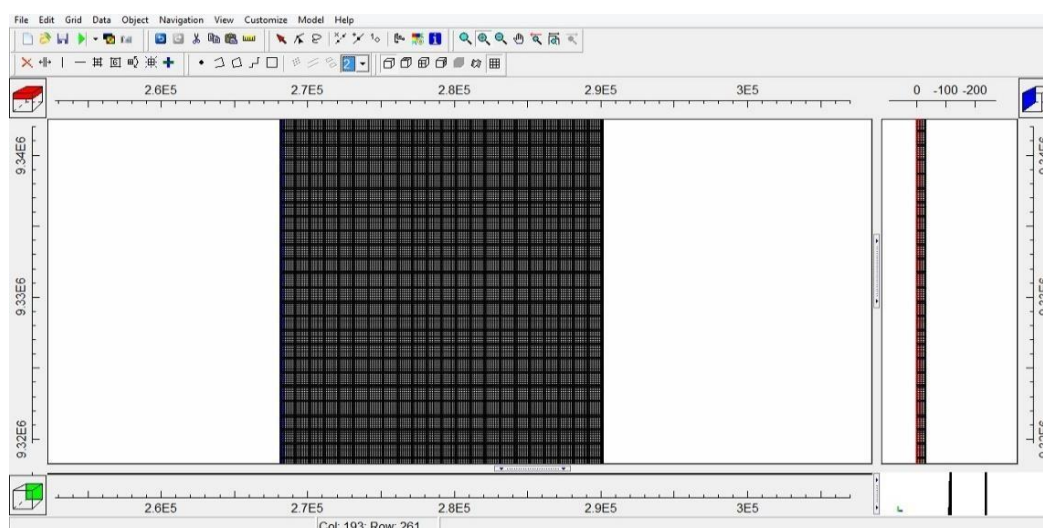 File Edit Grid Data Object Navigation View Customize Model Help
2
2.6E5 2.7E5 2.8E5 2.9E5 3E5
0 -100 -200
9.34E6
9.33E6
9.32E6
2.6E5 2.7E5 2.8E5 2.9E5 3E5
Col: 193; Row: 261